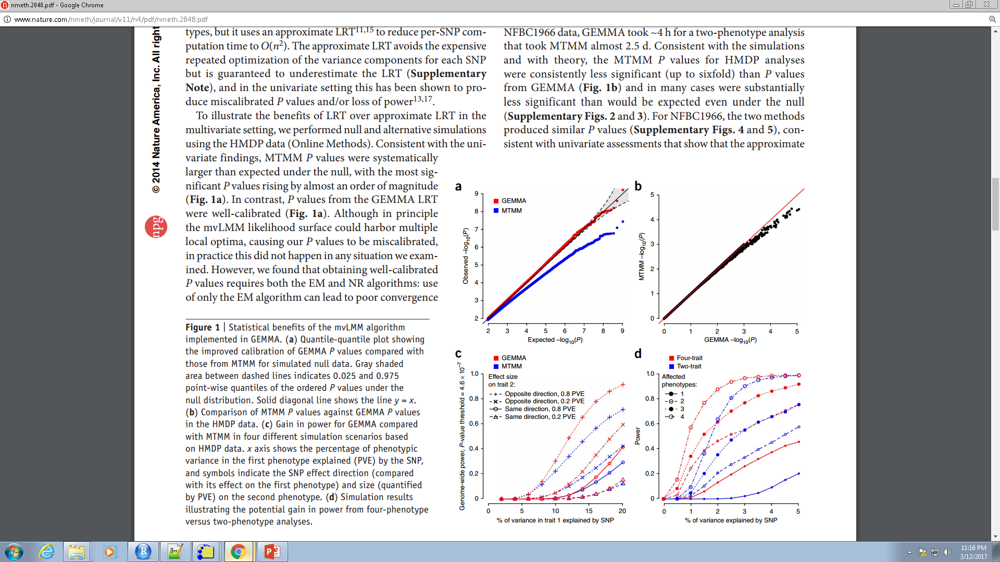 nmeth.2848.pdf - Google Chrome
www.nature.com/nmeth/journal/v11/n4/pdf/nmeth.2848.pdf
© 2014 Nature America, Inc. All right
npg
types, but it uses an approximate LRT11,15 to reduce per-SNP com-
putation time to O(n2). The approximate LRT avoids the expensive
repeated optimization of the variance components for each SNP
but is guaranteed to underestimate the LRT (Supplementary
Note), and in the univariate setting this has been shown to pro-
duce miscalibrated P values and/or loss of power13,17.
To illustrate the benefits of LRT over approximate LRT in the
multivariate setting, we performed null and alternative simulations
using the HMDP data (Online Methods). Consistent with the uni-
variate findings, MTMM P values were systematically
larger than expected under the null, with the most sig-
nificant P values rising by almost an order of magnitude
(Fig. 1a). In contrast, P values from the GEMMA LRT
were well-calibrated (Fig. 1a). Although in principle
the mvLMM likelihood surface could harbor multiple
local optima, causing our P values to be miscalibrated,
in practice this did not happen in any situation we exam-
ined. However, we found that obtaining well-calibrated
P values requires both the EM and NR algorithms: use
of only the EM algorithm can lead to poor convergence
NFBC1966 data, GEMMA took ~4 h for a two-phenotype analysis
that took MTMM almost 2.5 d. Consistent with the simulations
and with theory, the MTMM P values for HMDP analyses
were consistently less significant (up to sixfold) than P values
from GEMMA (Fig. 1b) and in many cases were substantially
less significant than would be expected even under the null
(Supplementary Figs. 2 and 3). For NFBC1966, the two methods
produced similar P values (Supplementary Figs. 4 and 5), con-
sistent with univariate assessments that show that the approximate
Figure 1 | Statistical benefits of the mvLMM algorithm
implemented in GEMMA. (a) Quantile-quantile plot showing
the improved calibration of GEMMA P values compared with
those from MTMM for simulated null data. Gray shaded
area between dashed lines indicates 0.025 and 0.975
point-wise quantiles of the ordered P values under the
null distribution. Solid diagonal line shows the line y = x.
(b) Comparison of MTMM P values against GEMMA P values
in the HMDP data. (c) Gain in power for GEMMA compared
with MTMM in four different simulation scenarios based
on HMDP data. x axis shows the percentage of phenotypic
variance in the first phenotype explained (PVE) by the SNP,
and symbols indicate the SNP effect direction (compared
with its effect on the first phenotype) and size (quantified
by PVE) on the second phenotype. (d) Simulation results
illustrating the potential gain in power from four-phenotype
versus two-phenotype analyses.
a
GEMMA
MTMM
Observed –log10(P)
9
8
7
6
5
4
3
2
2 3 4 5 6 7 8 9
Expected –log10(P)
b
MTMM –log10(P)
5
4
3
2
1
0
0 1 2 3 4 5
GEMMA –log10(P)
c
GEMMA
MTMM
Genome-wide power, P-value threshold = 4.6 × 10–7
Effect size
on trait 2:
Opposite direction, 0.8 PVE
Opposite direction, 0.2 PVE
Same direction, 0.8 PVE
Same direction, 0.2 PVE
1.0
0.8
0.6
0.4
0.2
0
0 5 10 15 20
% of variance in trait 1 explained by SNP
d
Four-trait
Two-trait
Power
Affected
phenotypes:
1
2
3
4
1.0
0.8
0.6
0.4
0.2
0
0 1 2 3 4 5
% of variance explained by SNP
11:16 PM
3/12/2017